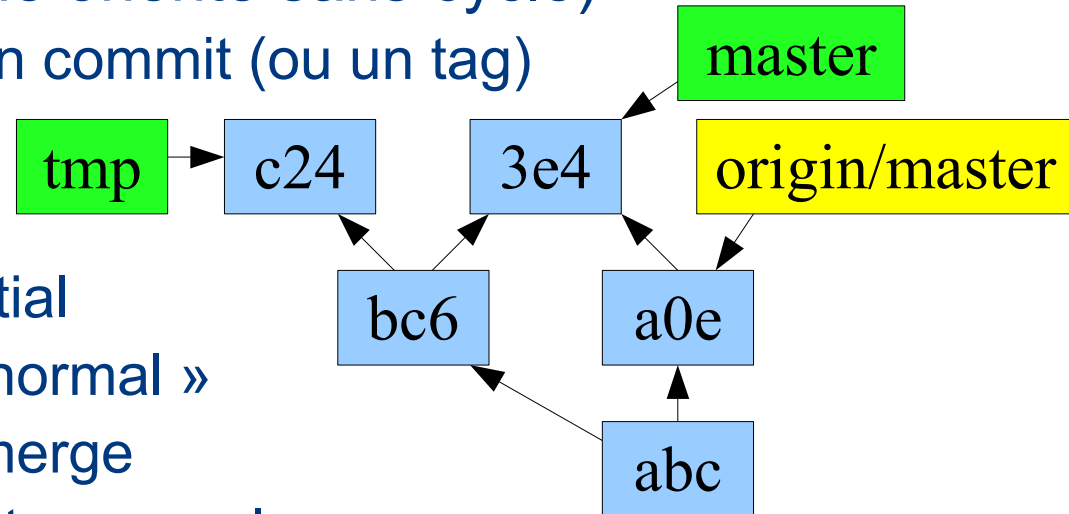 n commit (ou un tag)
master
tmp
c24
3e4
origin/master
tial
bc6
a0e
normal »
nerge
abc